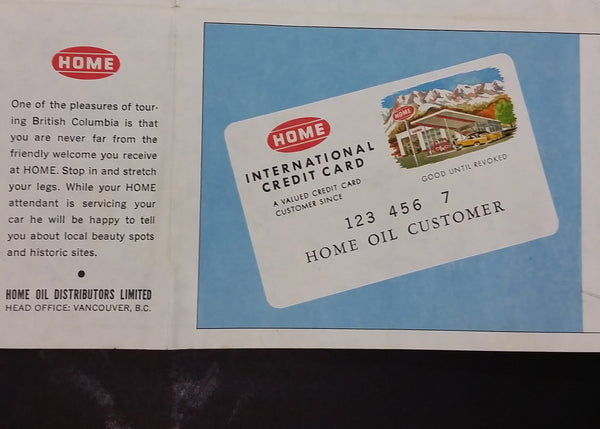 HOME
One of the pleasures of tour-
ing British Columbia is that
you are never far from the
friendly welcome you receive
at HOME. Stop in and stretch
your legs. While your HOME
attendant is servicing your
car he will be happy to tell
you about local beauty spots
and historic sites.
HOME OIL DISTRIBUTORS LIMITED
HEAD OFFICE: VANCOUVER, B.C.
HOME
INTERNATIONAL
CREDIT CARD
A VALUED CREDIT CARD
CUSTOMER SINCE
HOME
GOOD UNTIL REVOKED
123 456 7
HOME OIL CUSTOMER